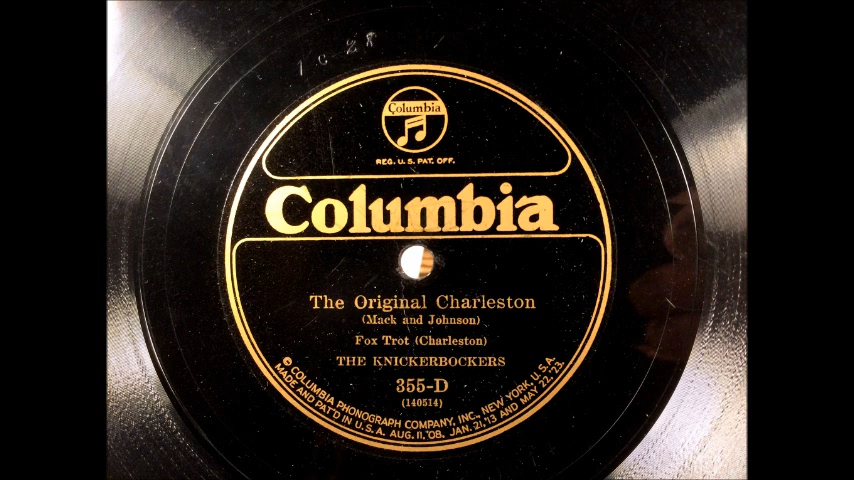 10-28
Columbia
REG. U.S. PAT. OFF.
Columbia
The Original Charleston
(Mack and Johnson)
Fox Trot (Charleston)
THE KNICKERBOCKERS
355-D
(140514)
© COLUMBIA PHONOGRAPH COMPANY, INC., NEW YORK, U.S.A.
MADE AND PAT'D IN U.S.A. AUG. 11, '08, JAN. 21, '13 AND MAY 22, '23.